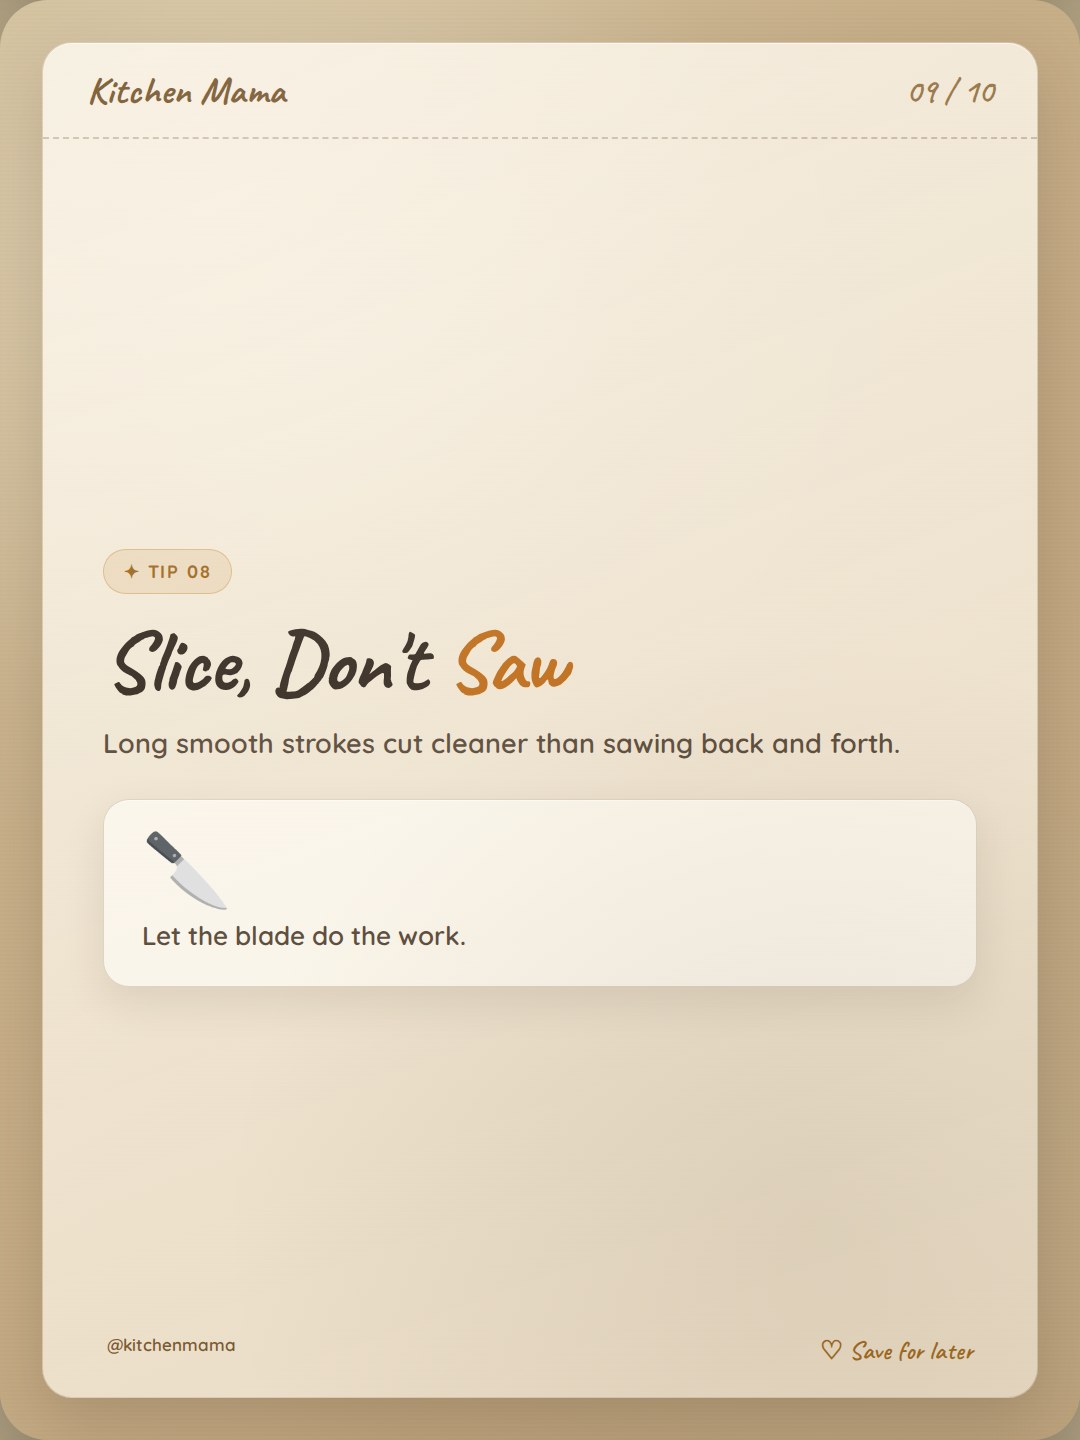 Kitchen Mama
09 / 10
✦ TIP 08
Slice, Don't Saw
Long smooth strokes cut cleaner than sawing back and forth.
Let the blade do the work.
@kitchenmama
♡ Save for later